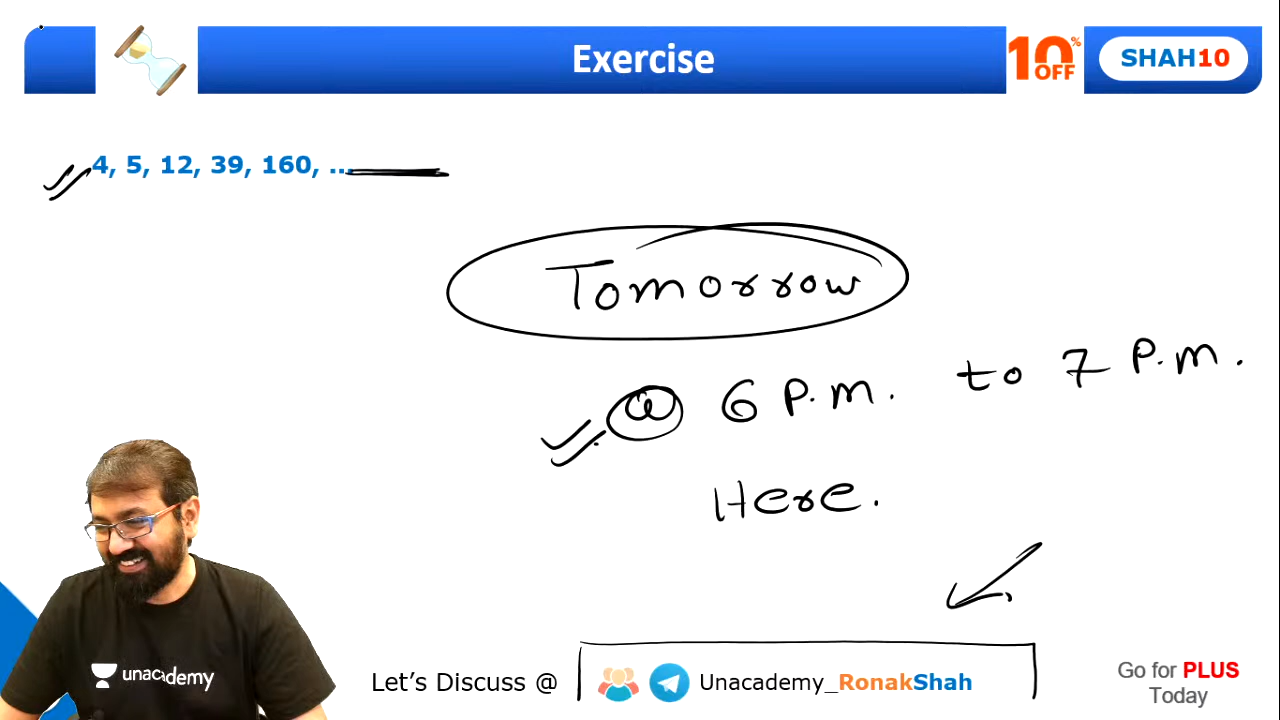 Exercise
10% OFF
SHAH10
4, 5, 12, 39, 160, ...
Tomorrow
@ 6 P.M. to 7 P.M.
Here.
unacademy
Let’s Discuss @ Unacademy_RonakShah
Go for PLUS
Today